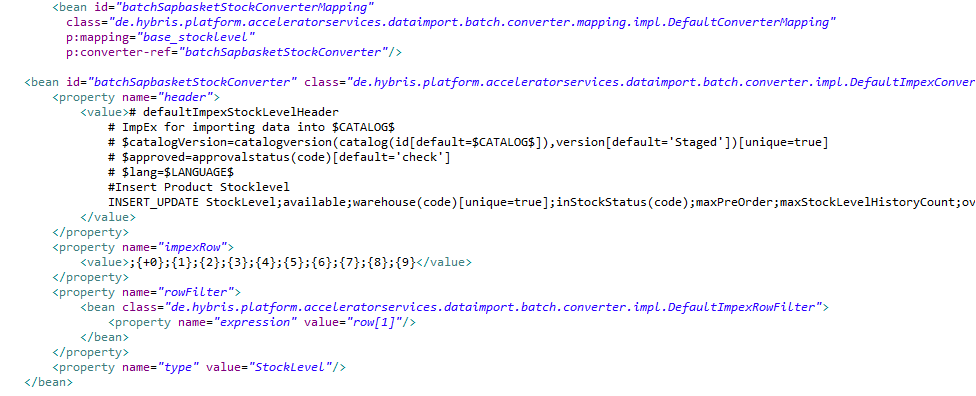 <bean id="batchSapbasketStockConverterMapping"
class="de.hybris.platform.acceleratorservices.dataimport.batch.converter.mapping.impl.DefaultConverterMapping"
p:mapping="base_stocklevel"
p:converter-ref="batchSapbasketStockConverter"/>
<bean id="batchSapbasketStockConverter" class="de.hybris.platform.acceleratorservices.dataimport.batch.converter.impl.DefaultImpexConver
<property name="header">
<value># defaultImpexStockLevelHeader
# ImpEx for importing data into $CATALOG$
# $catalogVersion=catalogversion(catalog(id[default=$CATALOG$]),version[default='Staged'])[unique=true]
# $approved=approvalstatus(code)[default='check']
# $lang=$LANGUAGE$
#Insert Product Stocklevel
INSERT_UPDATE StockLevel;available;warehouse(code)[unique=true];inStockStatus(code);maxPreOrder;maxStockLevelHistoryCount;ov
</value>
</property>
<property name="impexRow">
<value>;{+0};{1};{2};{3};{4};{5};{6};{7};{8};{9}</value>
</property>
<property name="rowFilter">
<bean class="de.hybris.platform.acceleratorservices.dataimport.batch.converter.impl.DefaultImpexRowFilter">
<property name="expression" value="row[1]"/>
</bean>
</property>
<property name="type" value="StockLevel"/>
</bean>